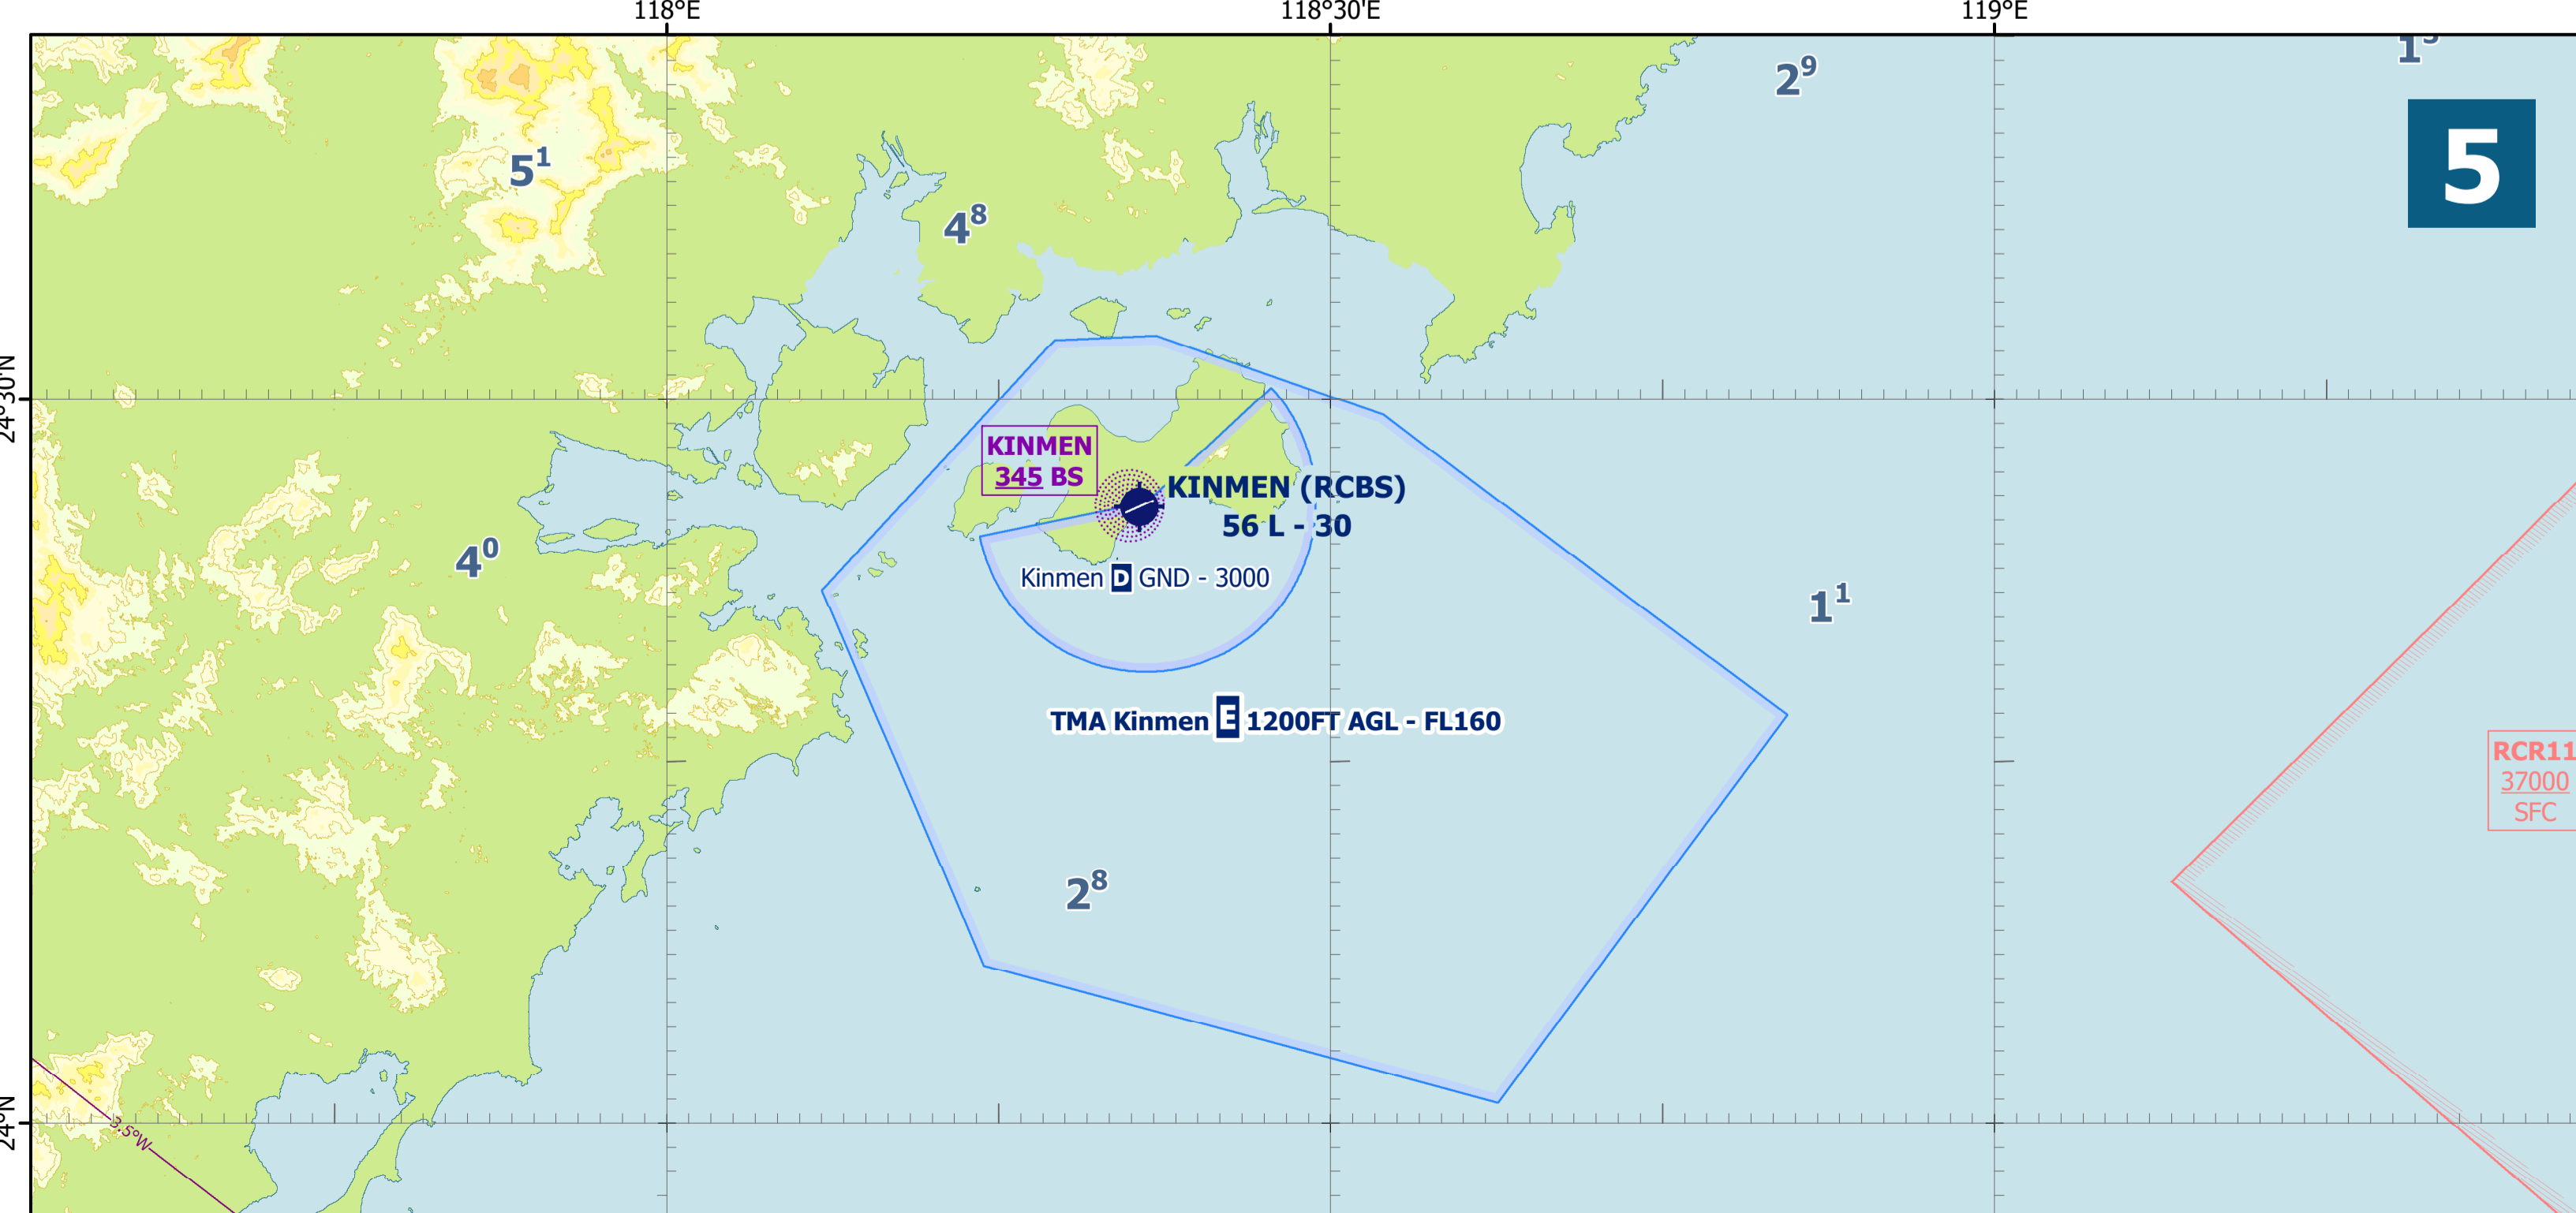 118°E
118°30'E
119°E
1
2⁹
5
5¹
4⁸
24°30'N
KINMEN
345 BS
KINMEN (RCBS)
56 L - 30
4⁰
Kinmen D GND - 3000
1¹
TMA Kinmen E 1200FT AGL - FL160
RCR11
37000
SFC
2⁸
24°N
3.5°W